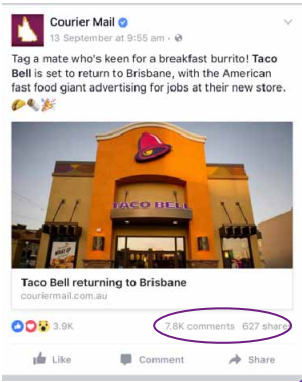 Courier Mail
13 September at 9:55 am ·
Tag a mate who's keen for a breakfast burrito! Taco
Bell is set to return to Brisbane, with the American
fast food giant advertising for jobs at their new store.
TACO BELL
Taco Bell returning to Brisbane
couriermail.com.au
3.9K
7.8K comments 627 share
Like Comment Share